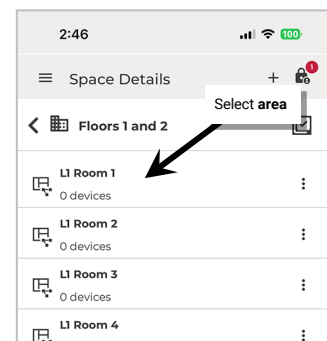 2:46
100
Space Details
1
Select area
Floors 1 and 2
L1 Room 1
0 devices
L1 Room 2
0 devices
L1 Room 3
0 devices
L1 Room 4